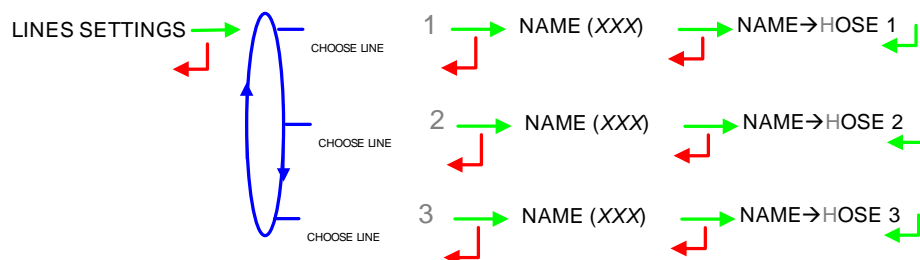 LINES SETTINGS
CHOOSE LINE 1 NAME (XXX) NAME→HOSE 1
CHOOSE LINE 2 NAME (XXX) NAME→HOSE 2
CHOOSE LINE 3 NAME (XXX) NAME→HOSE 3